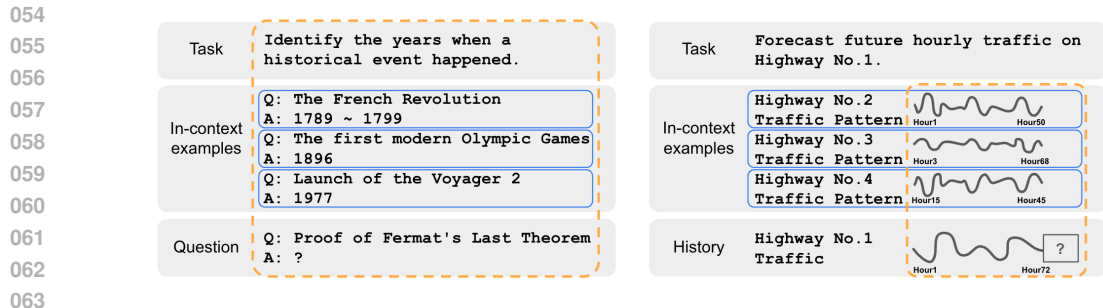 054
055
056
057
058
059
060
061
062
063
Task
Identify the years when a
historical event happened.
In-context
examples
Q: The French Revolution
A: 1789 ~ 1799
Q: The first modern Olympic Games
A: 1896
Q: Launch of the Voyager 2
A: 1977
Question
Q: Proof of Fermat's Last Theorem
A: ?
Task
Forecast future hourly traffic on
Highway No.1.
In-context
examples
Highway No.2
Traffic Pattern
Hour1 Hour50
Highway No.3
Traffic Pattern
Hour3 Hour68
Highway No.4
Traffic Pattern
Hour15 Hour45
History
Highway No.1
Traffic
?
Hour1 Hour72